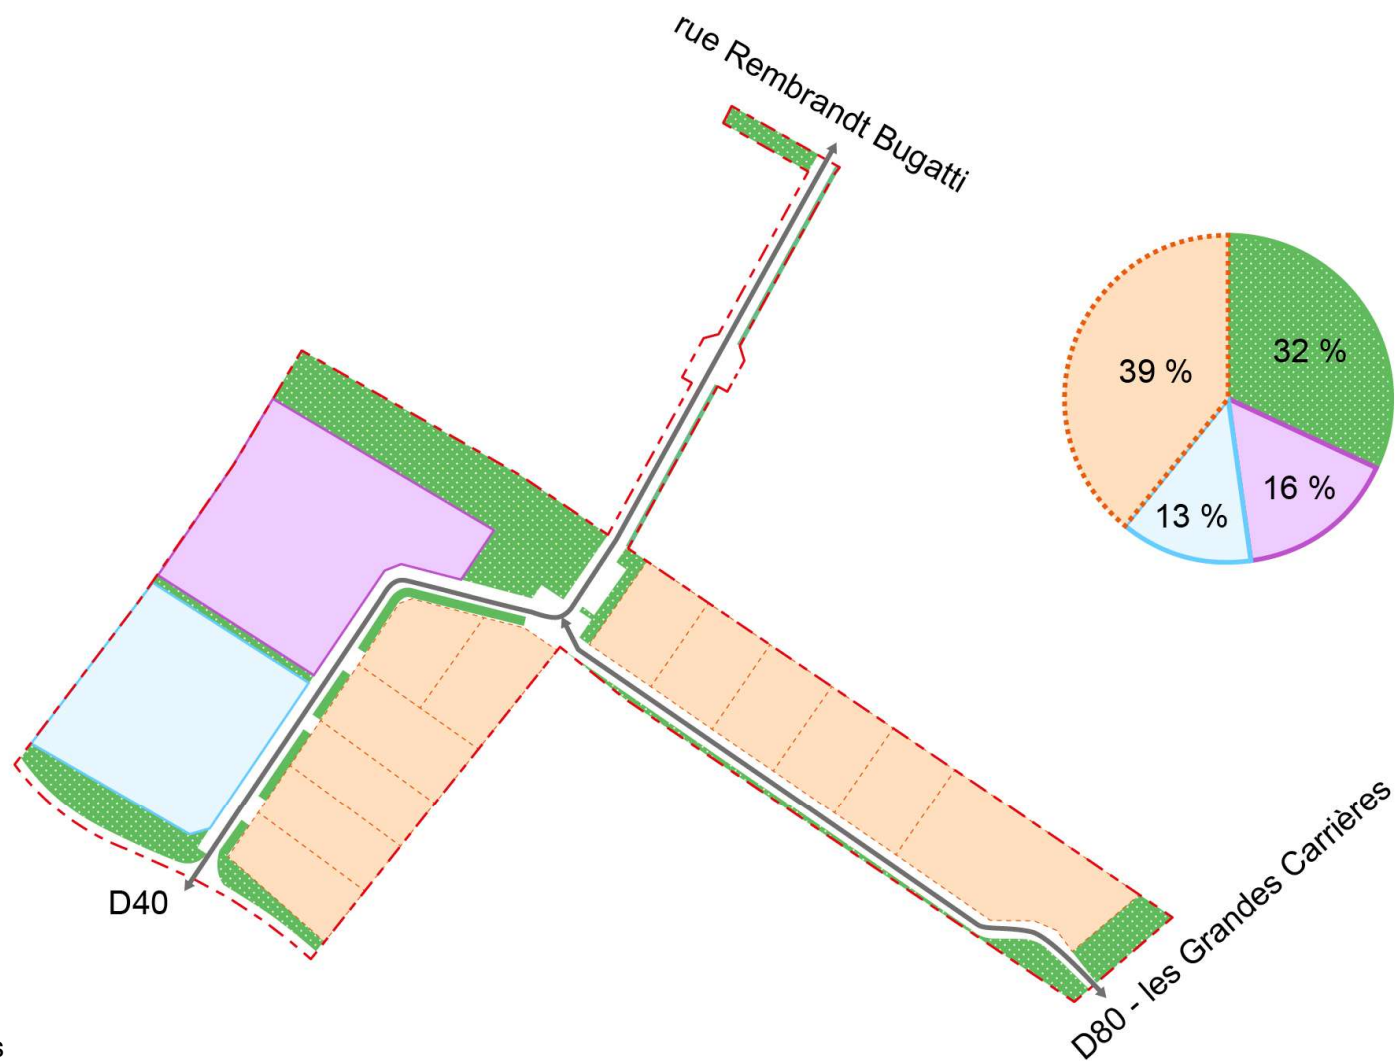 rue Rembrandt Bugatti
39 %
32 %
16 %
13 %
D40
D80 - les Grandes Carrières
s